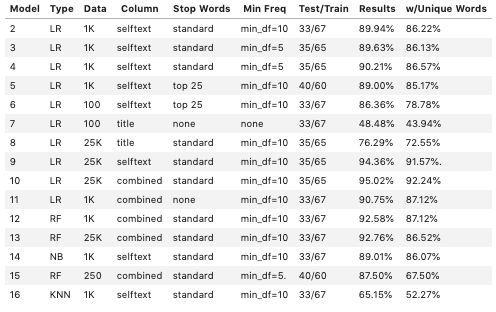 Model Type Data Column Stop Words Min Freq Test/Train Results w/Unique Words
2 LR 1K selftext standard min_df=10 33/67 89.94% 86.22%
3 LR 1K selftext standard min_df=5 35/65 89.63% 86.13%
4 LR 1K selftext standard min_df=5 35/65 90.21% 86.57%
5 LR 1K selftext top 25 min_df=10 40/60 89.00% 85.17%
6 LR 100 selftext top 25 min_df=10 33/67 86.36% 78.78%
7 LR 100 title none none 33/67 48.48% 43.94%
8 LR 25K title standard min_df=10 35/65 76.29% 72.55%
9 LR 25K selftext standard min_df=10 35/65 94.36% 91.57%.
10 LR 25K combined standard min_df=10 35/65 95.02% 92.24%
11 LR 1K combined none min_df=10 33/67 90.75% 87.12%
12 RF 1K combined standard min_df=10 33/67 92.58% 87.12%
13 RF 25K combined standard min_df=10 33/67 92.76% 86.52%
14 NB 1K selftext standard min_df=10 33/67 89.01% 86.07%
15 RF 250 combined standard min_df=5. 40/60 87.50% 67.50%
16 KNN 1K selftext standard min_df=10 33/67 65.15% 52.27%